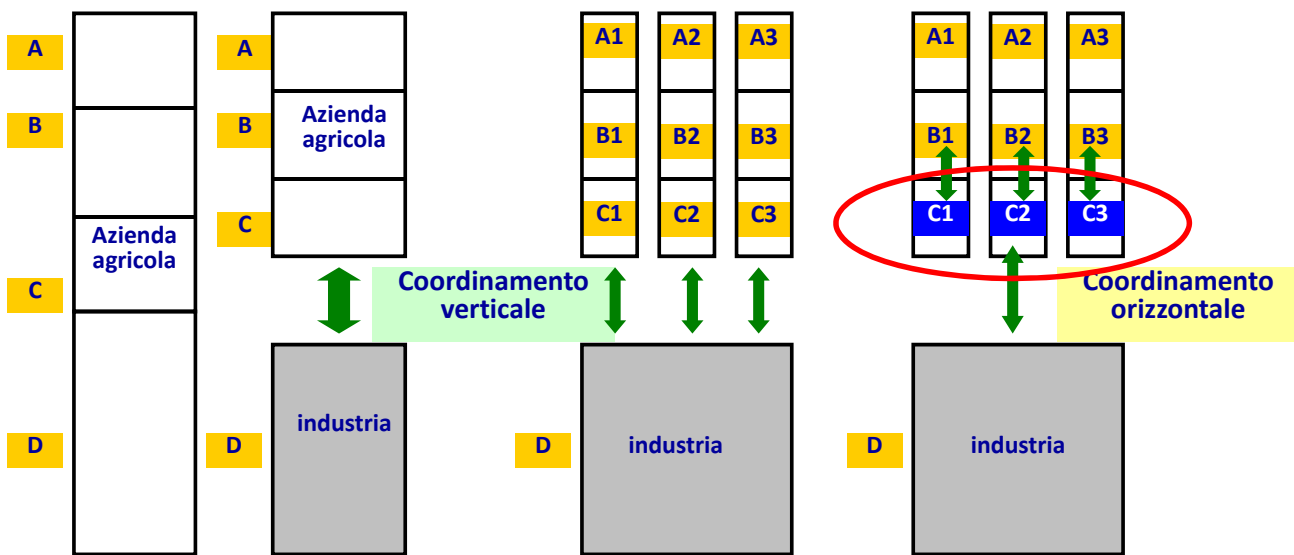 A
B
Azienda
agricola
C
D
A
Azienda
agricola
B
C
Coordinamento
verticale
industria
D
A1 A2 A3
B1 B2 B3
C1 C2 C3
industria
D
A1 A2 A3
B1 B2 B3
C1 C2 C3
Coordinamento
orizzontale
industria
D